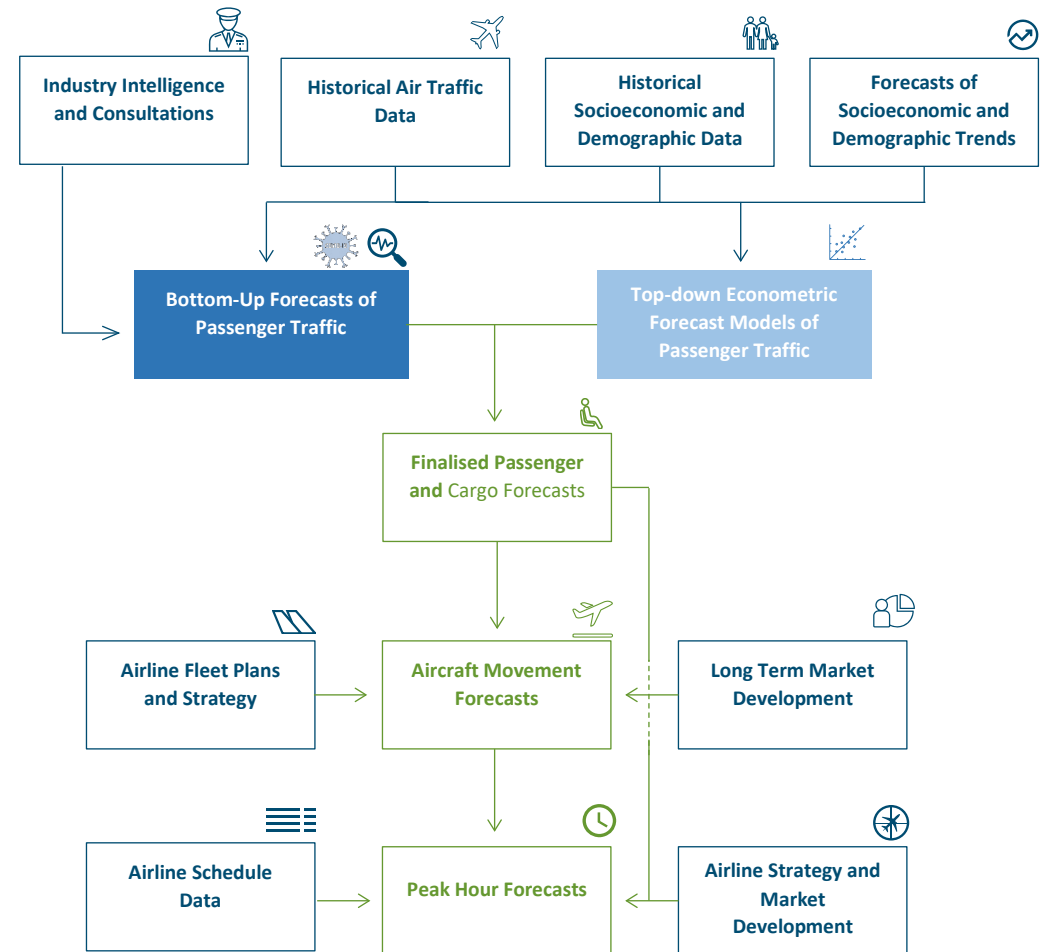 Industry Intelligence
and Consultations
Historical Air Traffic
Data
Historical
Socioeconomic and
Demographic Data
Forecasts of
Socioeconomic and
Demographic Trends
Bottom-Up Forecasts of
Passenger Traffic
Top-down Econometric
Forecast Models of
Passenger Traffic
Finalised Passenger
and Cargo Forecasts
Airline Fleet Plans
and Strategy
Aircraft Movement
Forecasts
Long Term Market
Development
Airline Schedule
Data
Peak Hour Forecasts
Airline Strategy and
Market
Development